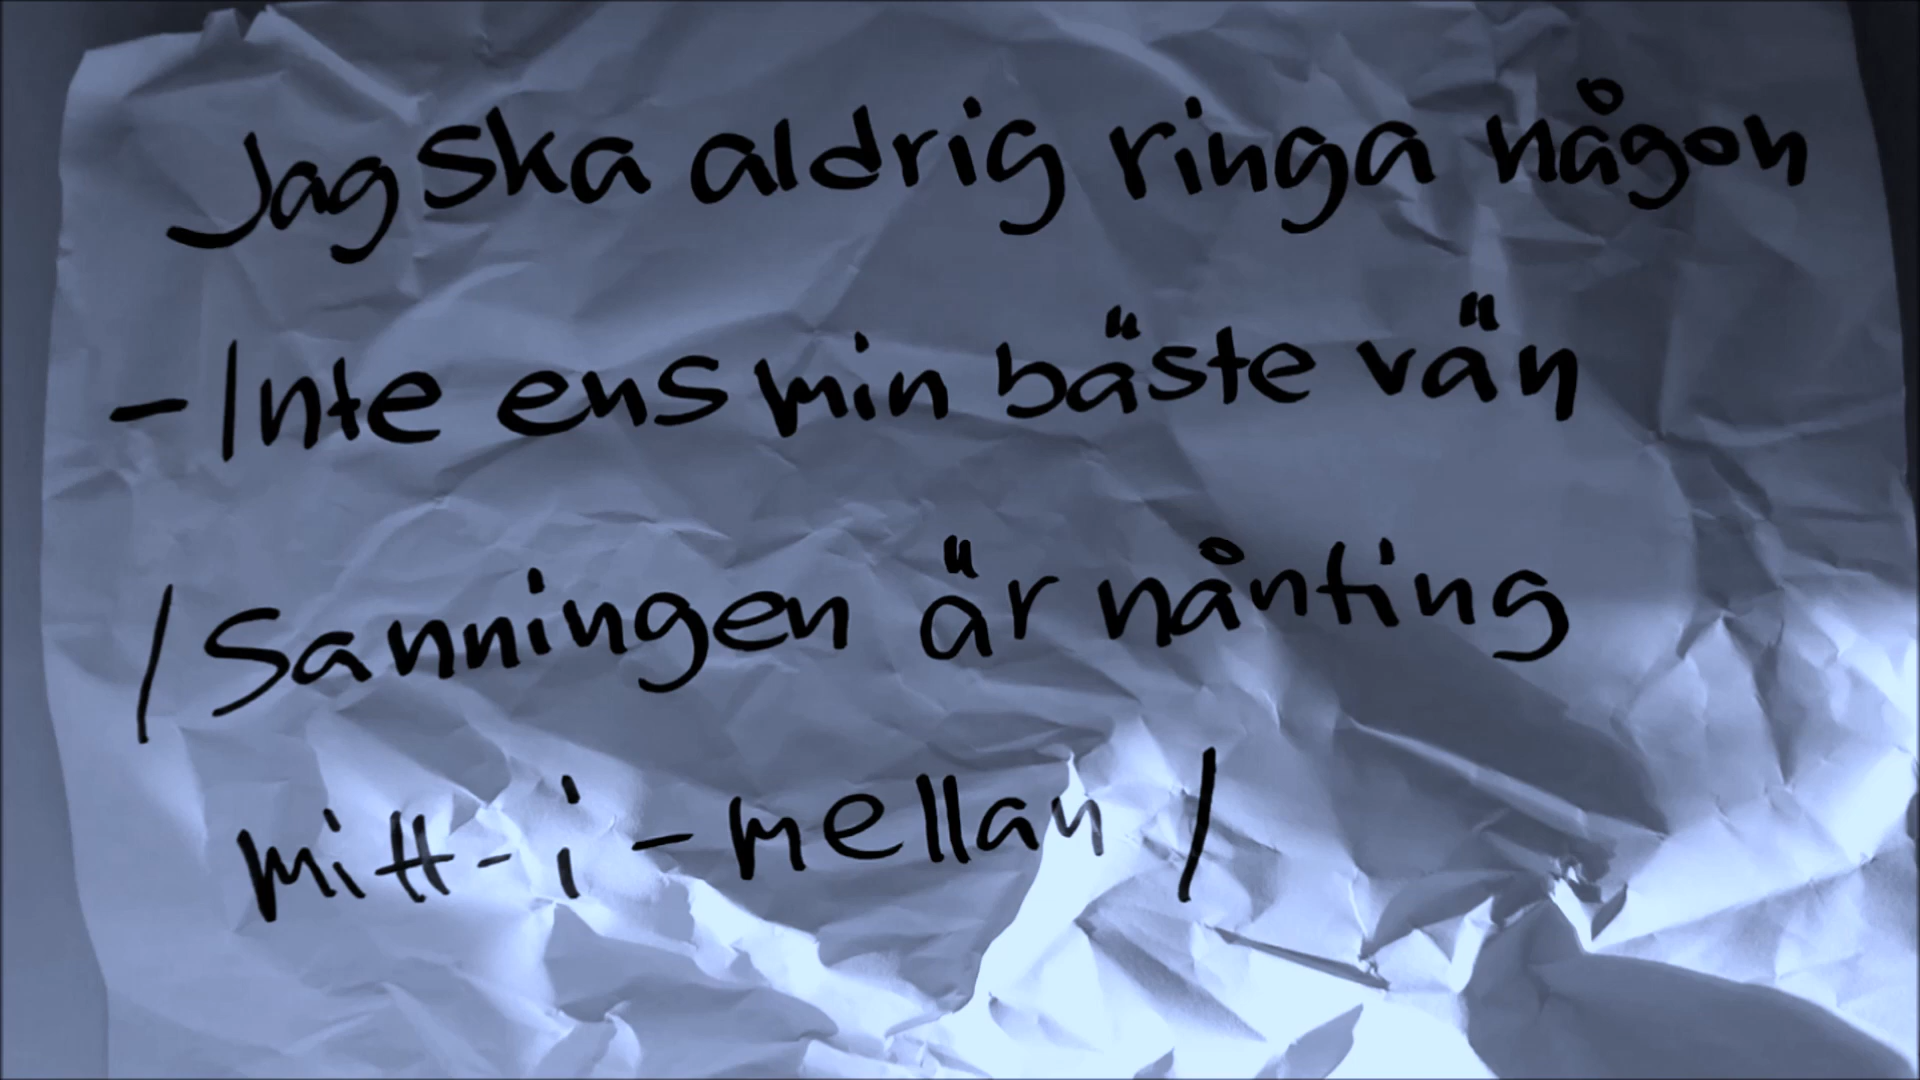 Jag ska aldrig ringa någon
- Inte ens min bäste vän
/ Sanningen är nånting
mitt-i-mellan /